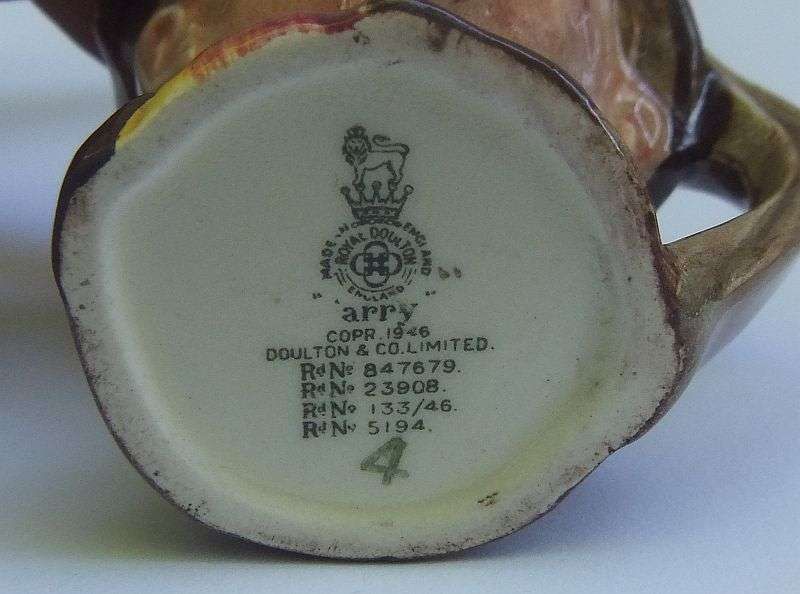 MADE IN ENGLAND
ROYAL DOULTON
ENGLAND
" 'arry "
COPR. 1946
DOULTON & CO. LIMITED.
Rd No 847679.
Rd No 23908.
Rd No 133/46.
Rd No 5194.
4